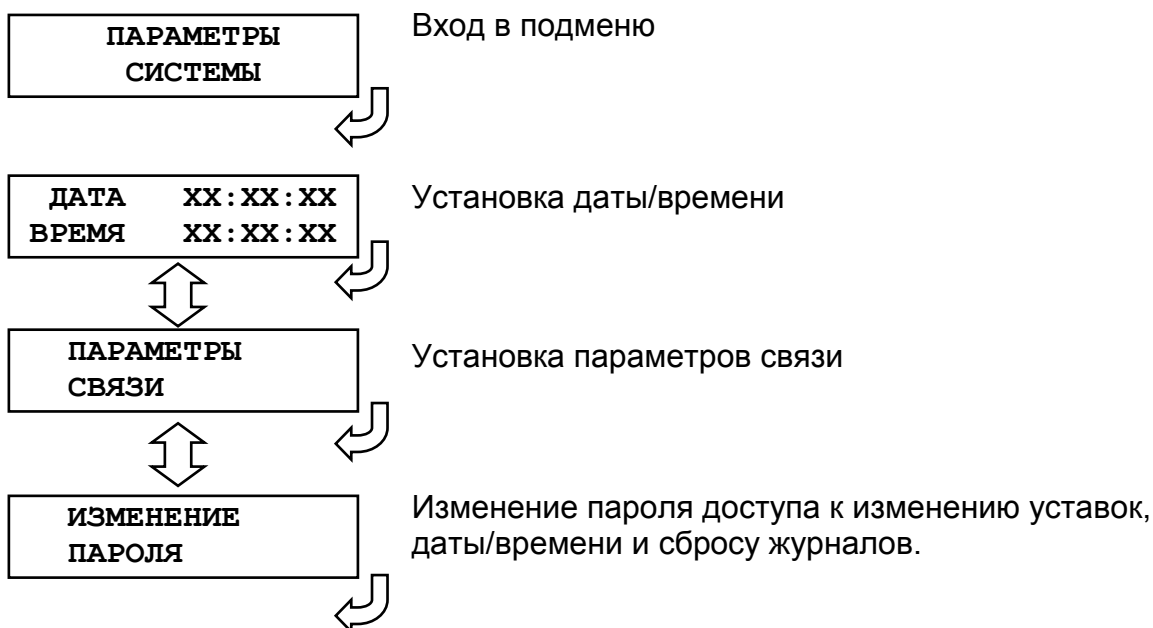 ПАРАМЕТРЫ
СИСТЕМЫ
Вход в подменю
ДАТА XX:XX:XX
ВРЕМЯ XX:XX:XX
Установка даты/времени
ПАРАМЕТРЫ
СВЯЗИ
Установка параметров связи
ИЗМЕНЕНИЕ
ПАРОЛЯ
Изменение пароля доступа к изменению уставок,
даты/времени и сбросу журналов.